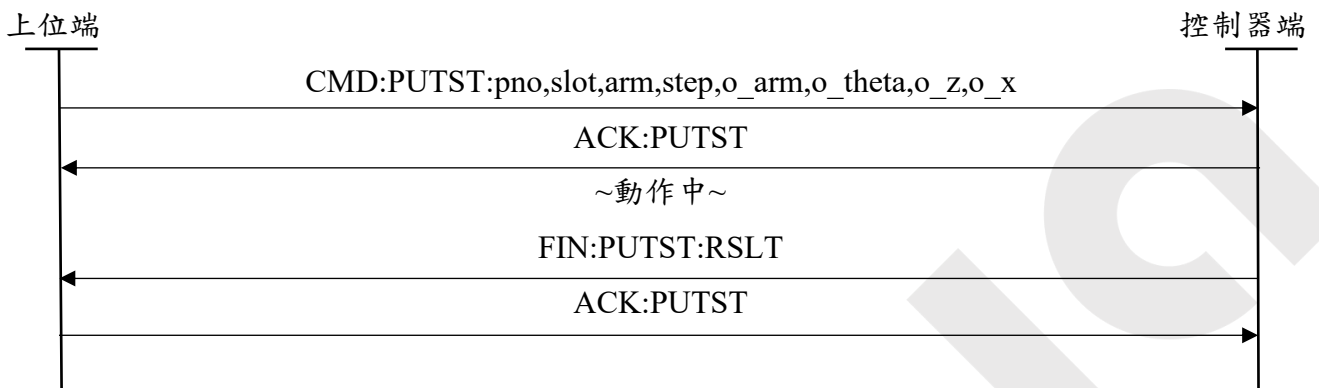 上位端
控制器端
CMD:PUTST:pno,slot,arm,step,o_arm,o_theta,o_z,o_x
ACK:PUTST
~動作中~
FIN:PUTST:RSLT
ACK:PUTST